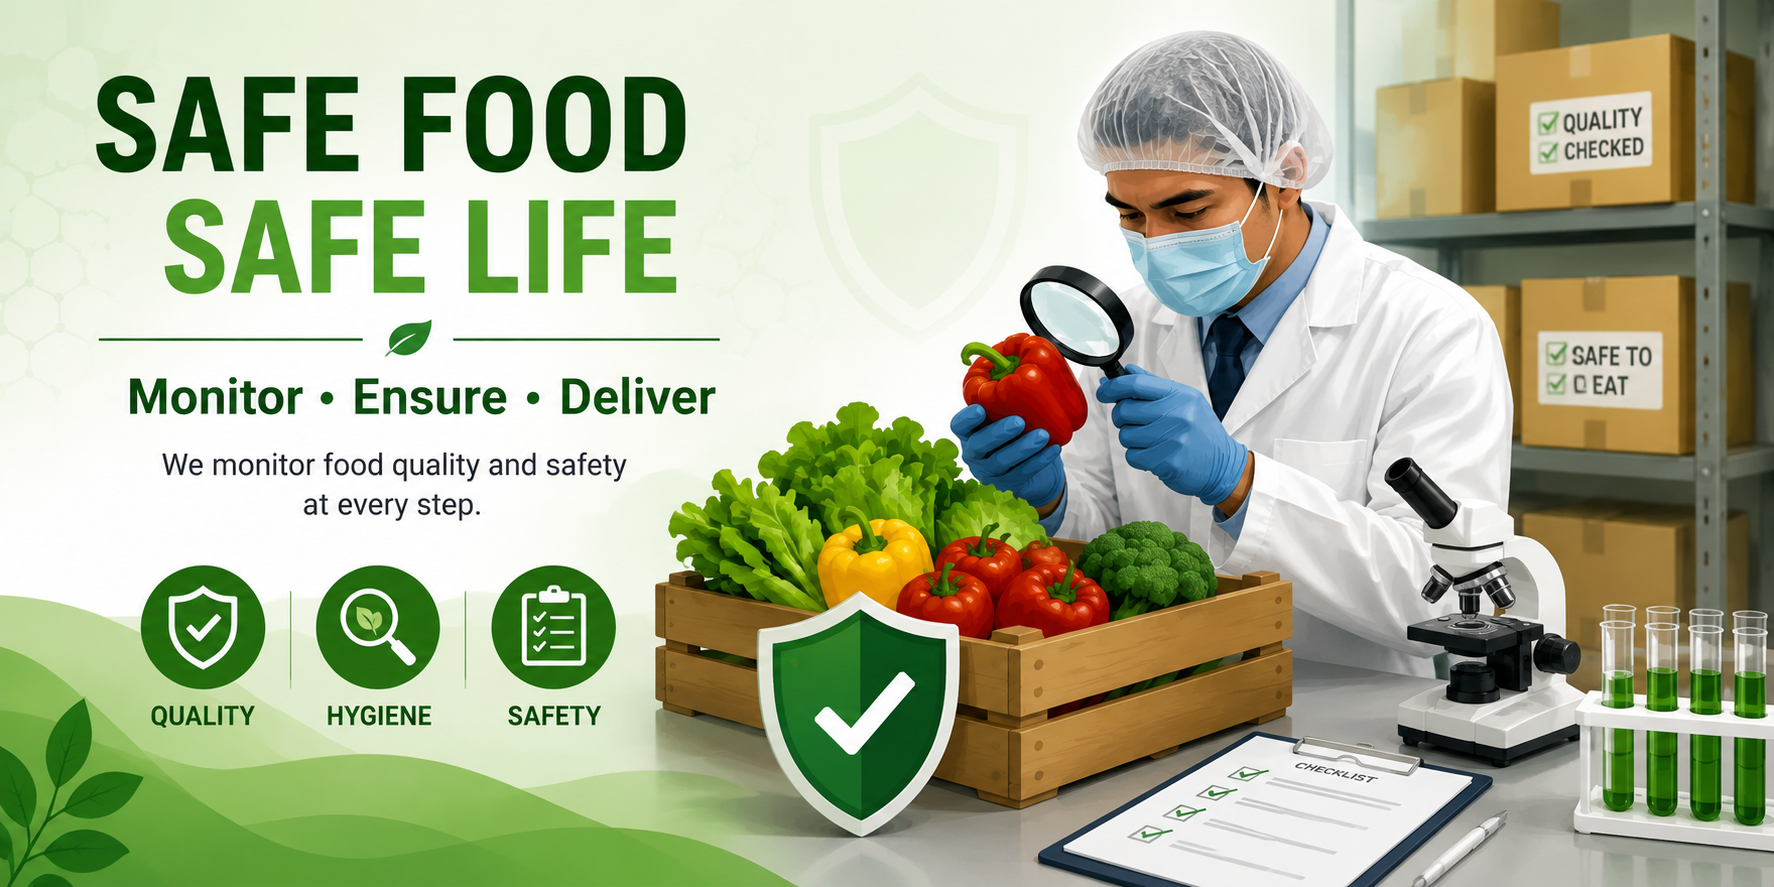 SAFE FOOD
SAFE LIFE
Monitor • Ensure • Deliver
We monitor food quality and safety
at every step.
QUALITY
HYGIENE
SAFETY
QUALITY
CHECKED
SAFE TO
EAT
CHECKLIST